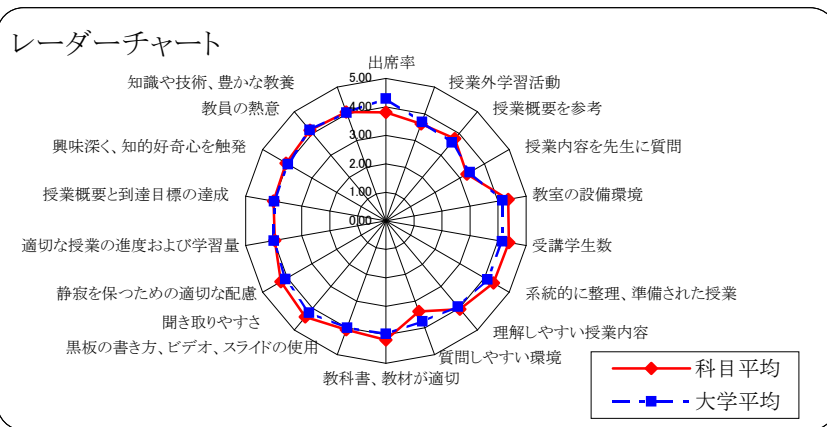 レーダーチャート
出席率
授業外学習活動
授業概要を参考
授業内容を先生に質問
教室の設備環境
受講学生数
系統的に整理、準備された授業
理解しやすい授業内容
質問しやすい環境
教科書、教材が適切
黒板の書き方、ビデオ、スライドの使用
聞き取りやすさ
静寂を保つための適切な配慮
適切な授業の進度および学習量
授業概要と到達目標の達成
興味深く、知的好奇心を触発
教員の熱意
知識や技術、豊かな教養
5.00
4.00
3.00
2.00
1.00
0.00
科目平均
大学平均